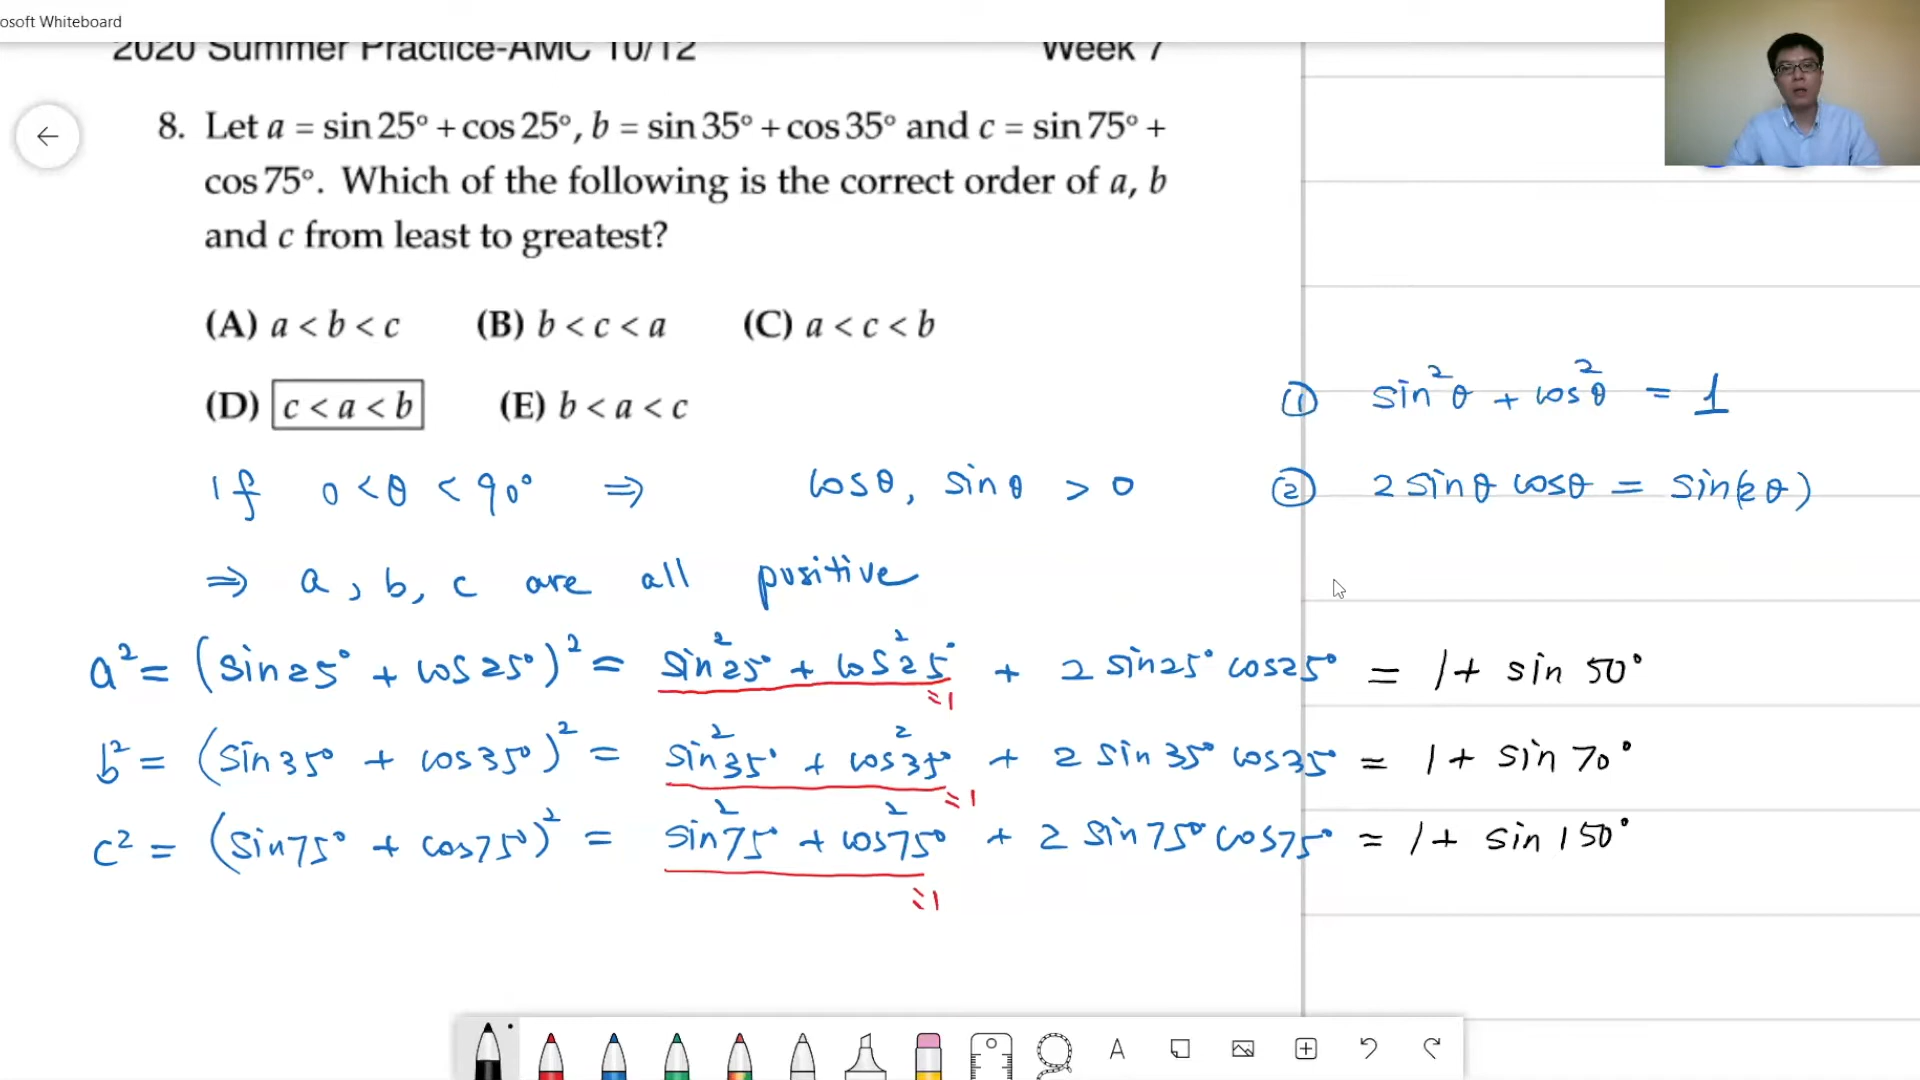 osoft Whiteboard
2020 Summer Practice-AMC 10/12 Week 7
8. Let a = sin 25° + cos 25°, b = sin 35° + cos 35° and c = sin 75° +
cos 75°. Which of the following is the correct order of a, b
and c from least to greatest?
(A) a < b < c (B) b < c < a (C) a < c < b
(D) c < a < b (E) b < a < c
① sin²θ + cos²θ = 1
If 0 < θ < 90° ⇒ cosθ, sinθ > 0
② 2 sinθ cosθ = sin(2θ)
⇒ a, b, c are all positive
a² = (sin25° + cos25°)² = sin²25° + cos²25° + 2 sin25° cos25° = 1 + sin 50°
=1
b² = (sin35° + cos35°)² = sin²35° + cos²35° + 2 sin 35° cos35° = 1 + sin 70°
=1
c² = (sin75° + cos75°)² = sin²75° + cos²75° + 2 sin75° cos75° = 1 + sin 150°
=1
A